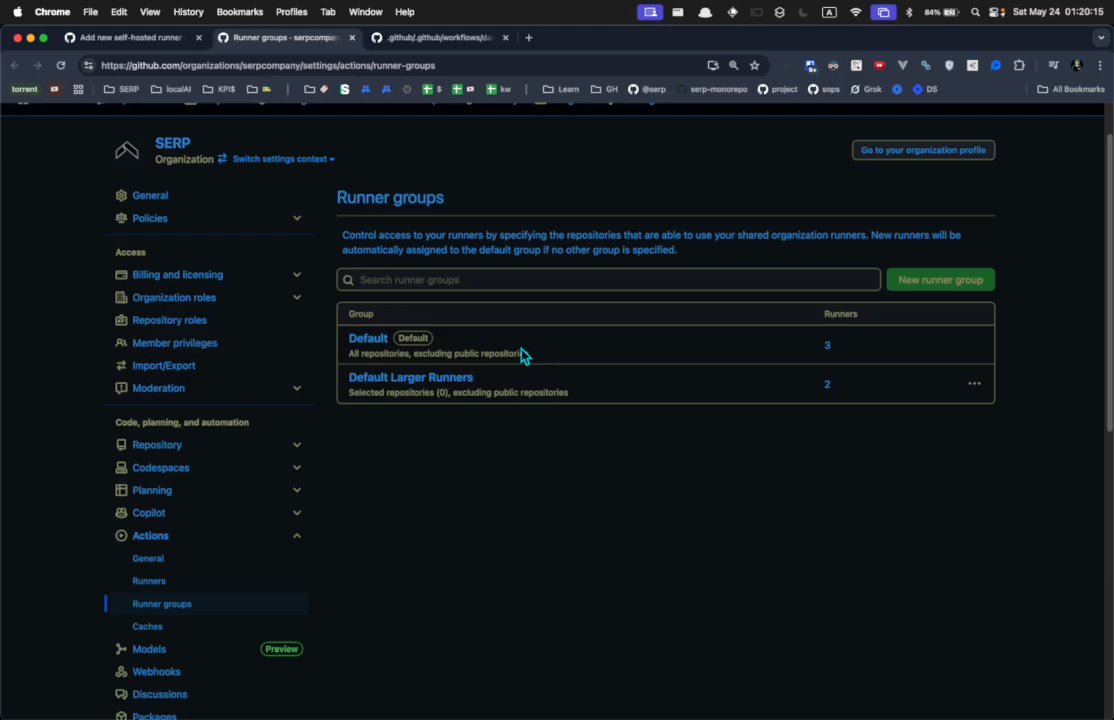 Chrome File Edit View History Bookmarks Profiles Tab Window Help A 84% Sat May 24 01:20:15
Add new self-hosted runner Runner groups · serpcompan .github/.github/workflows/da
https://github.com/organizations/serpcompany/settings/actions/runner-groups
torrent SERP localAI KPI$ $ kw Learn GH @serp serp-monorepo project sops Grok DS All Bookmarks
SERP
Organization Switch settings context
Go to your organization profile
General
Policies
Access
Billing and licensing
Organization roles
Repository roles
Member privileges
Import/Export
Moderation
Code, planning, and automation
Repository
Codespaces
Planning
Copilot
Actions
General
Runners
Runner groups
Caches
Models Preview
Webhooks
Discussions
Packages
Runner groups
Control access to your runners by specifying the repositories that are able to use your shared organization runners. New runners will be
automatically assigned to the default group if no other group is specified.
Search runner groups New runner group
Group Runners
Default Default
All repositories, excluding public repositories
3
Default Larger Runners
Selected repositories (0), excluding public repositories
2